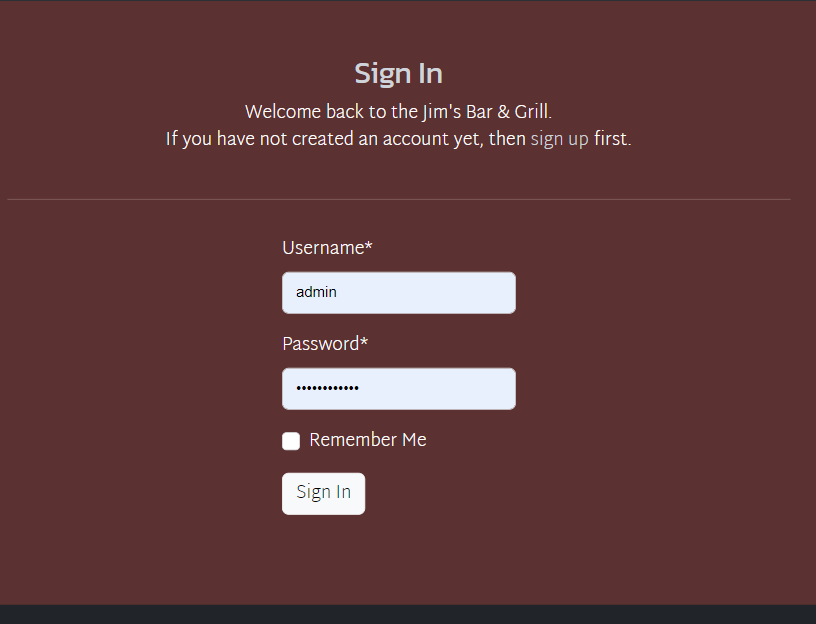 Sign In
Welcome back to the Jim's Bar & Grill.
If you have not created an account yet, then sign up first.
Username*
admin
Password*
••••••••••••
Remember Me
Sign In